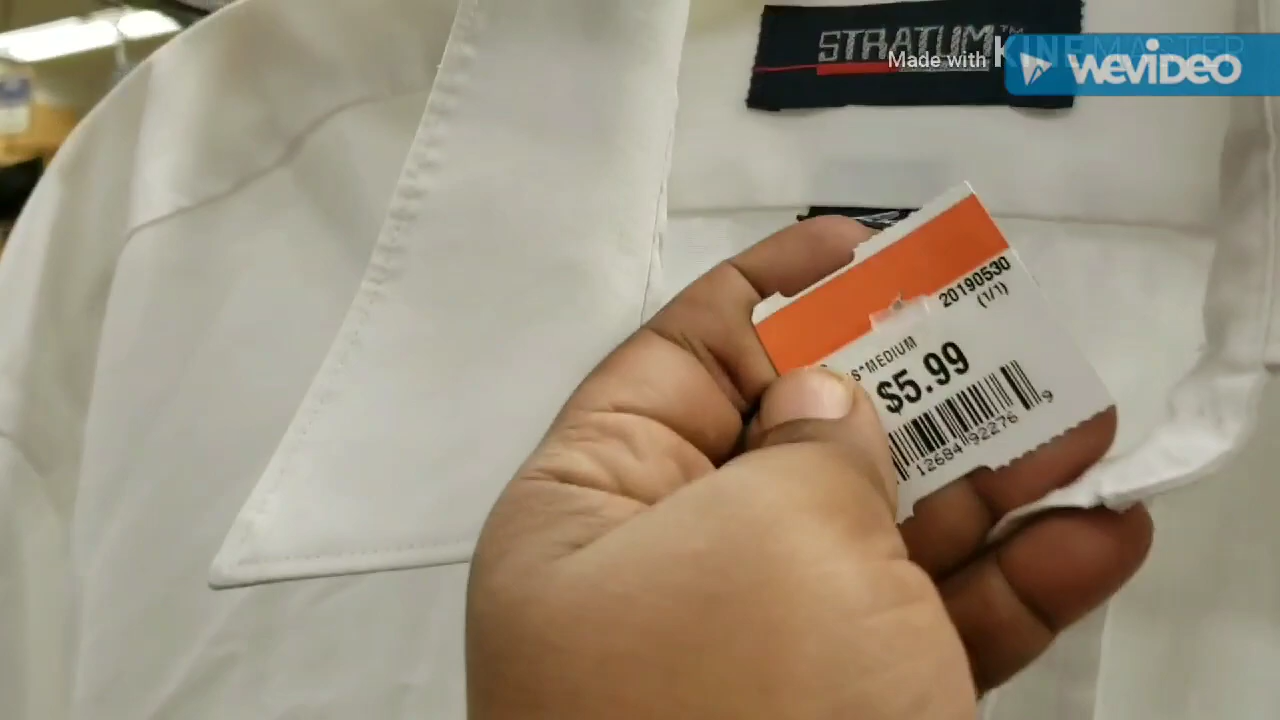 STRATUM™
Made with KINEMASTER
WEVIDEO
20190530
(1/1)
S*MEDIUM
$5.99
12684 92276 9